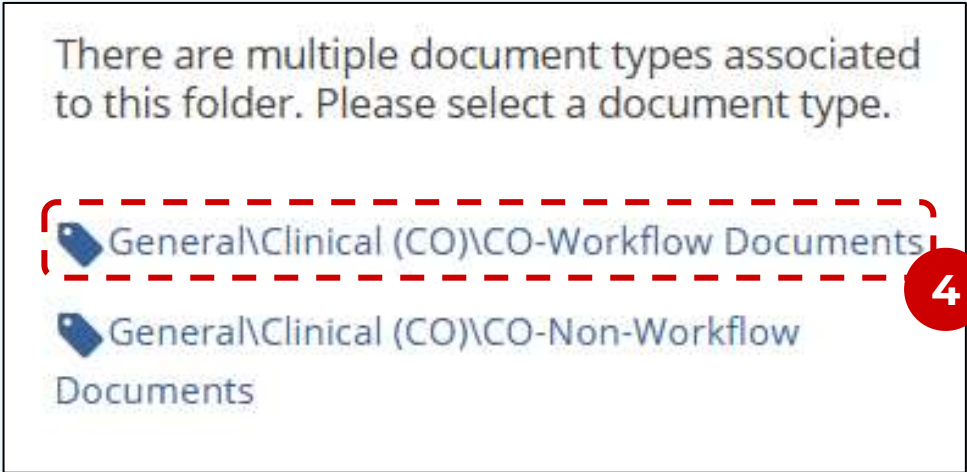 There are multiple document types associated
to this folder. Please select a document type.
General\Clinical (CO)\CO-Workflow Documents
4
General\Clinical (CO)\CO-Non-Workflow
Documents